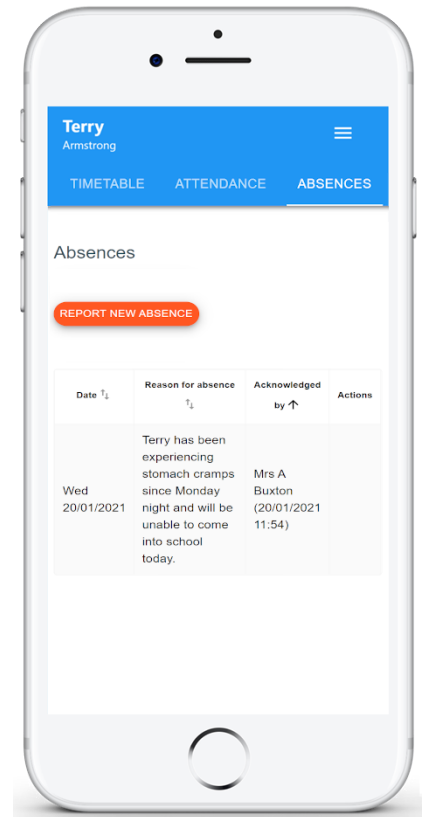 Terry
Armstrong
TIMETABLE ATTENDANCE ABSENCES
Absences
REPORT NEW ABSENCE
Date ↑↓ Reason for absence ↑↓ Acknowledged by ↑ Actions
Wed
20/01/2021
Terry has been
experiencing
stomach cramps
since Monday
night and will be
unable to come
into school
today.
Mrs A
Buxton
(20/01/2021
11:54)